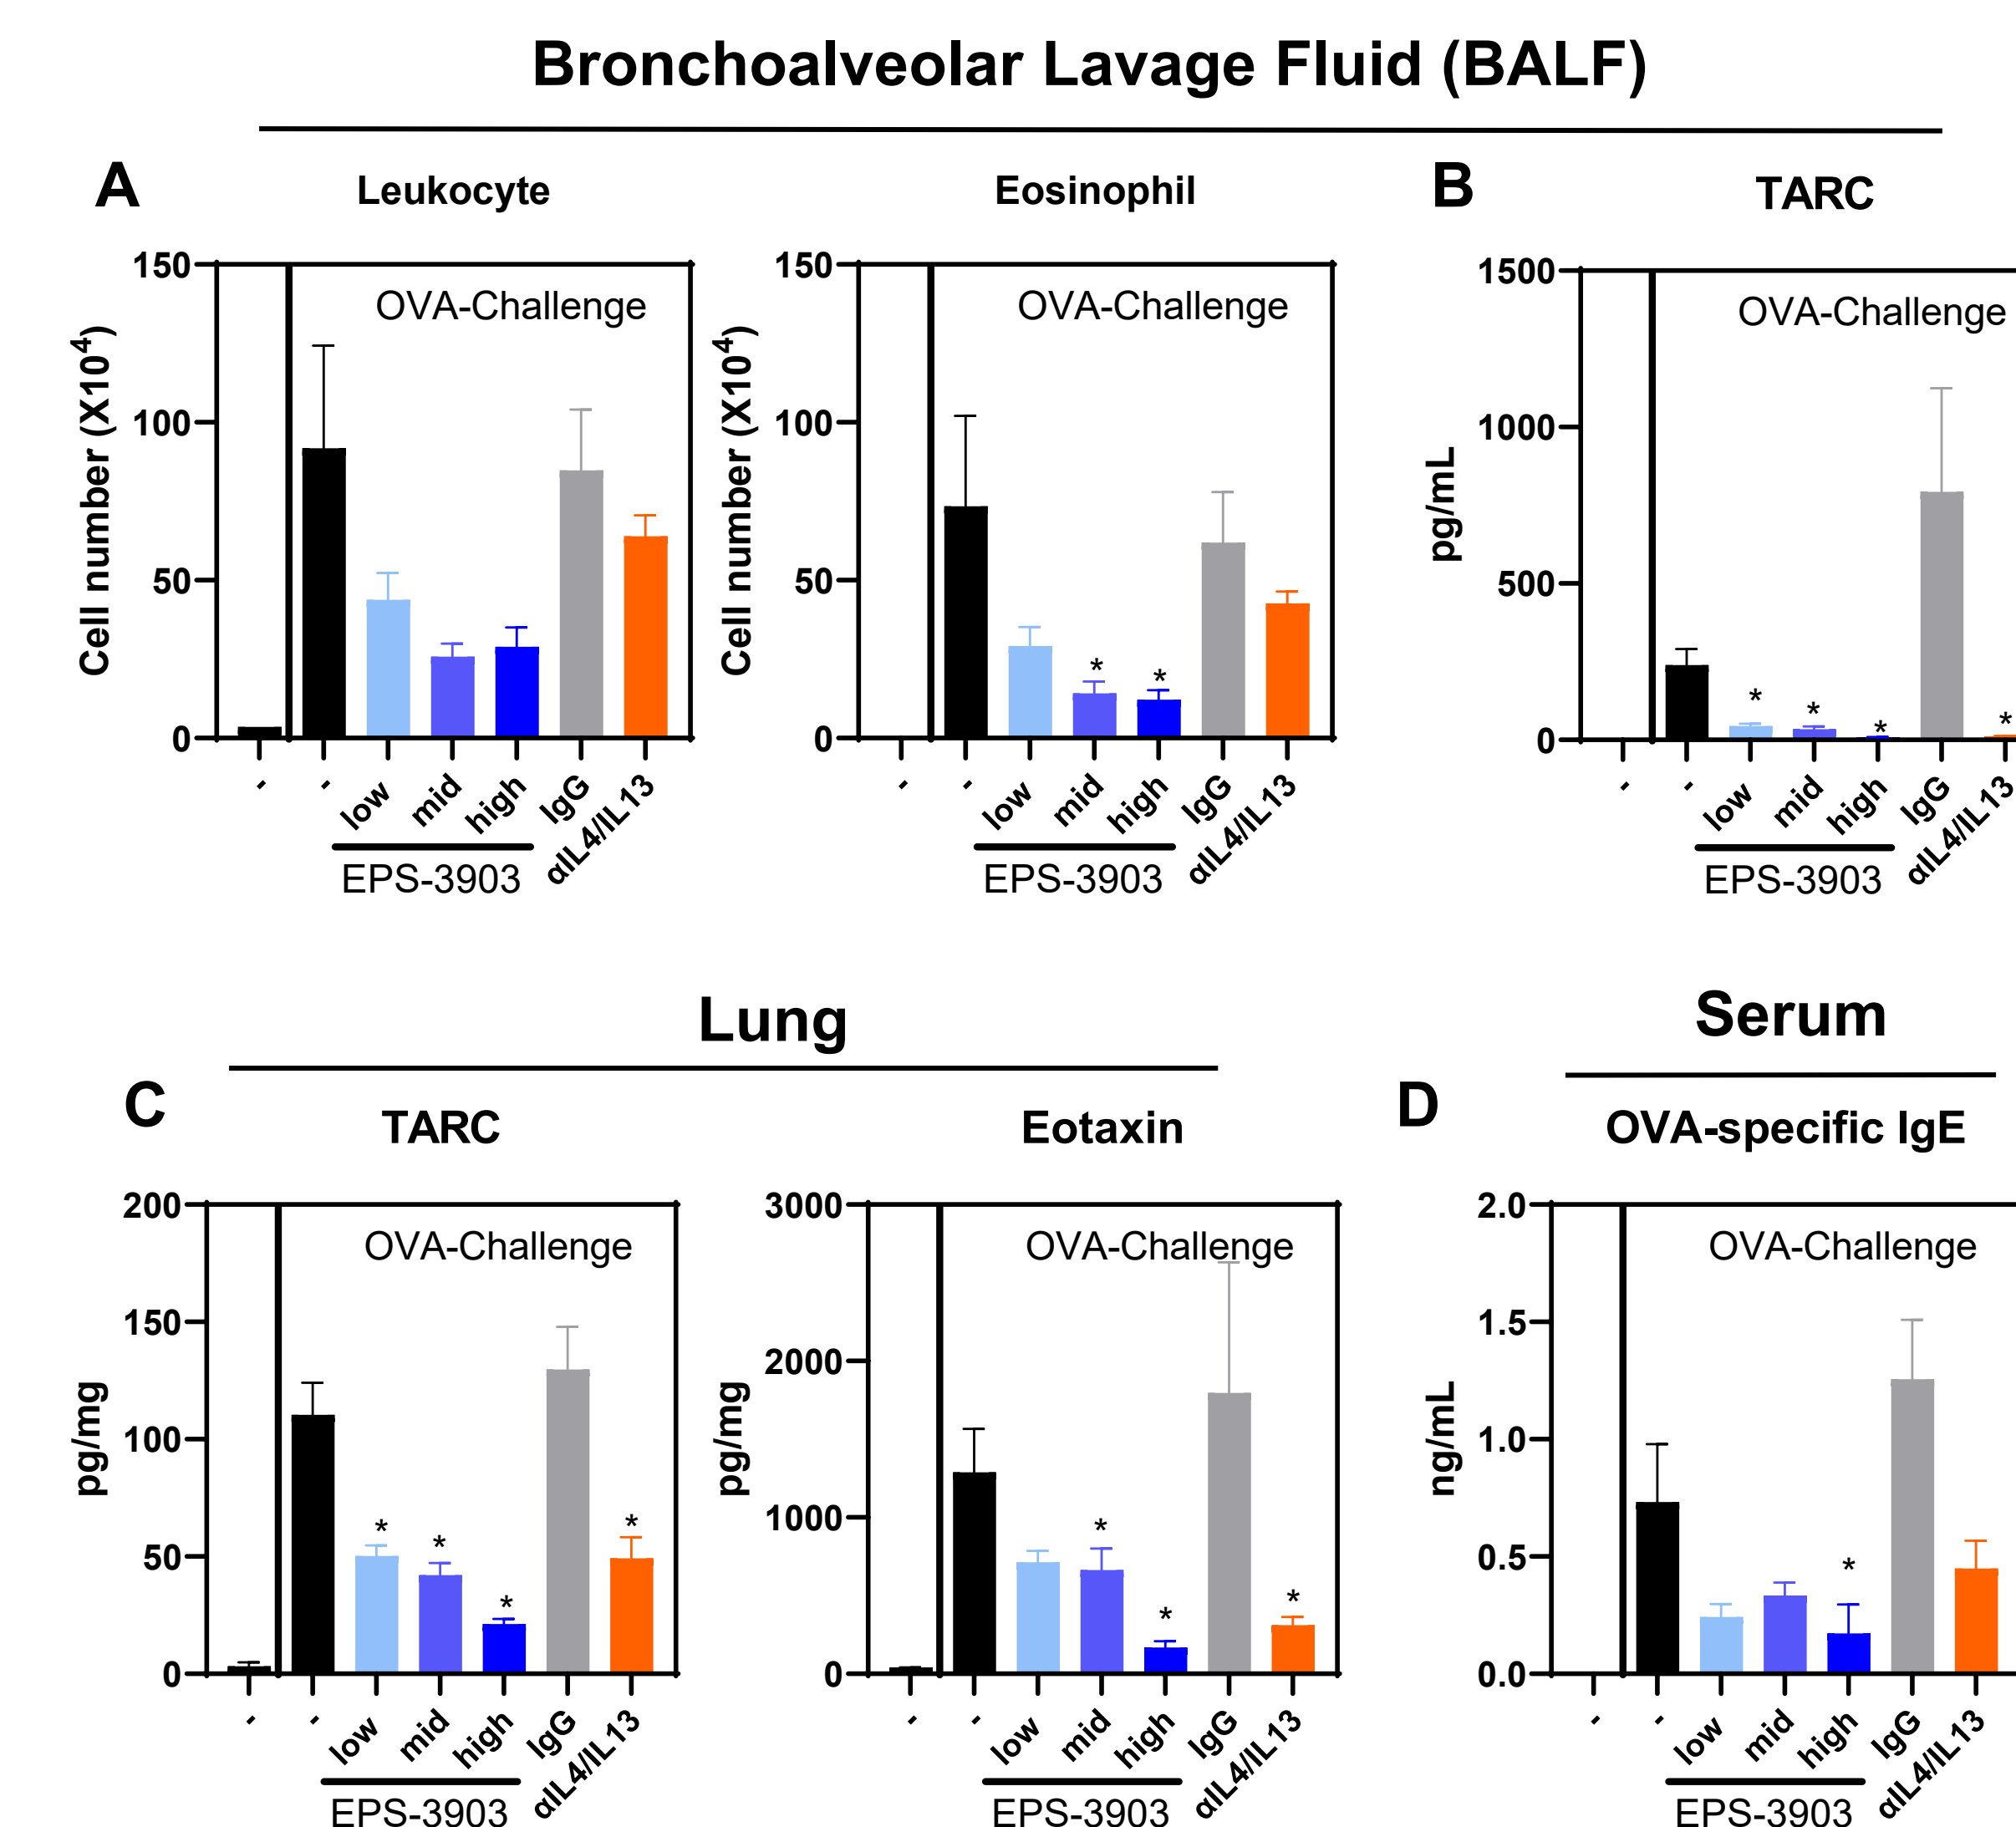 Bronchoalveolar Lavage Fluid (BALF)
A
Leukocyte
Cell number (X10⁴)
150
100
50
0
OVA-Challenge
-
-
low
mid
high
IgG
αIL4/IL13
EPS-3903
Eosinophil
Cell number (X10⁴)
150
100
50
0
OVA-Challenge
*
*
-
-
low
mid
high
IgG
αIL4/IL13
EPS-3903
B
TARC
pg/mL
1500
1000
500
0
OVA-Challenge
*
*
*
*
-
-
low
mid
high
IgG
αIL4/IL13
EPS-3903
Lung
C
TARC
pg/mg
200
150
100
50
0
OVA-Challenge
*
*
*
*
-
-
low
mid
high
IgG
αIL4/IL13
EPS-3903
Eotaxin
pg/mg
3000
2000
1000
0
OVA-Challenge
*
*
*
-
-
low
mid
high
IgG
αIL4/IL13
EPS-3903
Serum
D
OVA-specific IgE
ng/mL
2.0
1.5
1.0
0.5
0.0
OVA-Challenge
*
-
-
low
mid
high
IgG
αIL4/IL13
EPS-3903